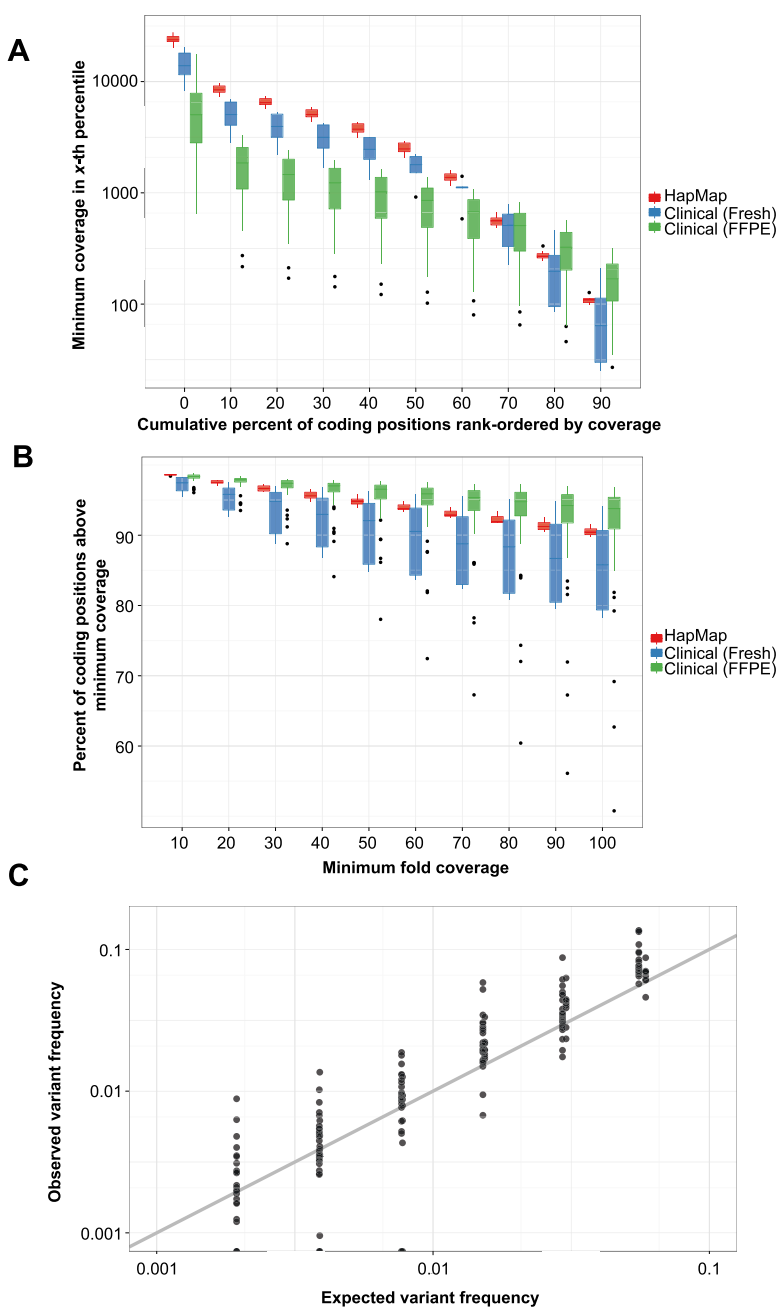 A
Minimum coverage in x-th percentile
10000
1000
100
0 10 20 30 40 50 60 70 80 90
Cumulative percent of coding positions rank-ordered by coverage
HapMap
Clinical (Fresh)
Clinical (FFPE)
B
Percent of coding positions above
minimum coverage
90
80
70
60
10 20 30 40 50 60 70 80 90 100
Minimum fold coverage
HapMap
Clinical (Fresh)
Clinical (FFPE)
C
Observed variant frequency
0.1
0.01
0.001
0.001 0.01 0.1
Expected variant frequency